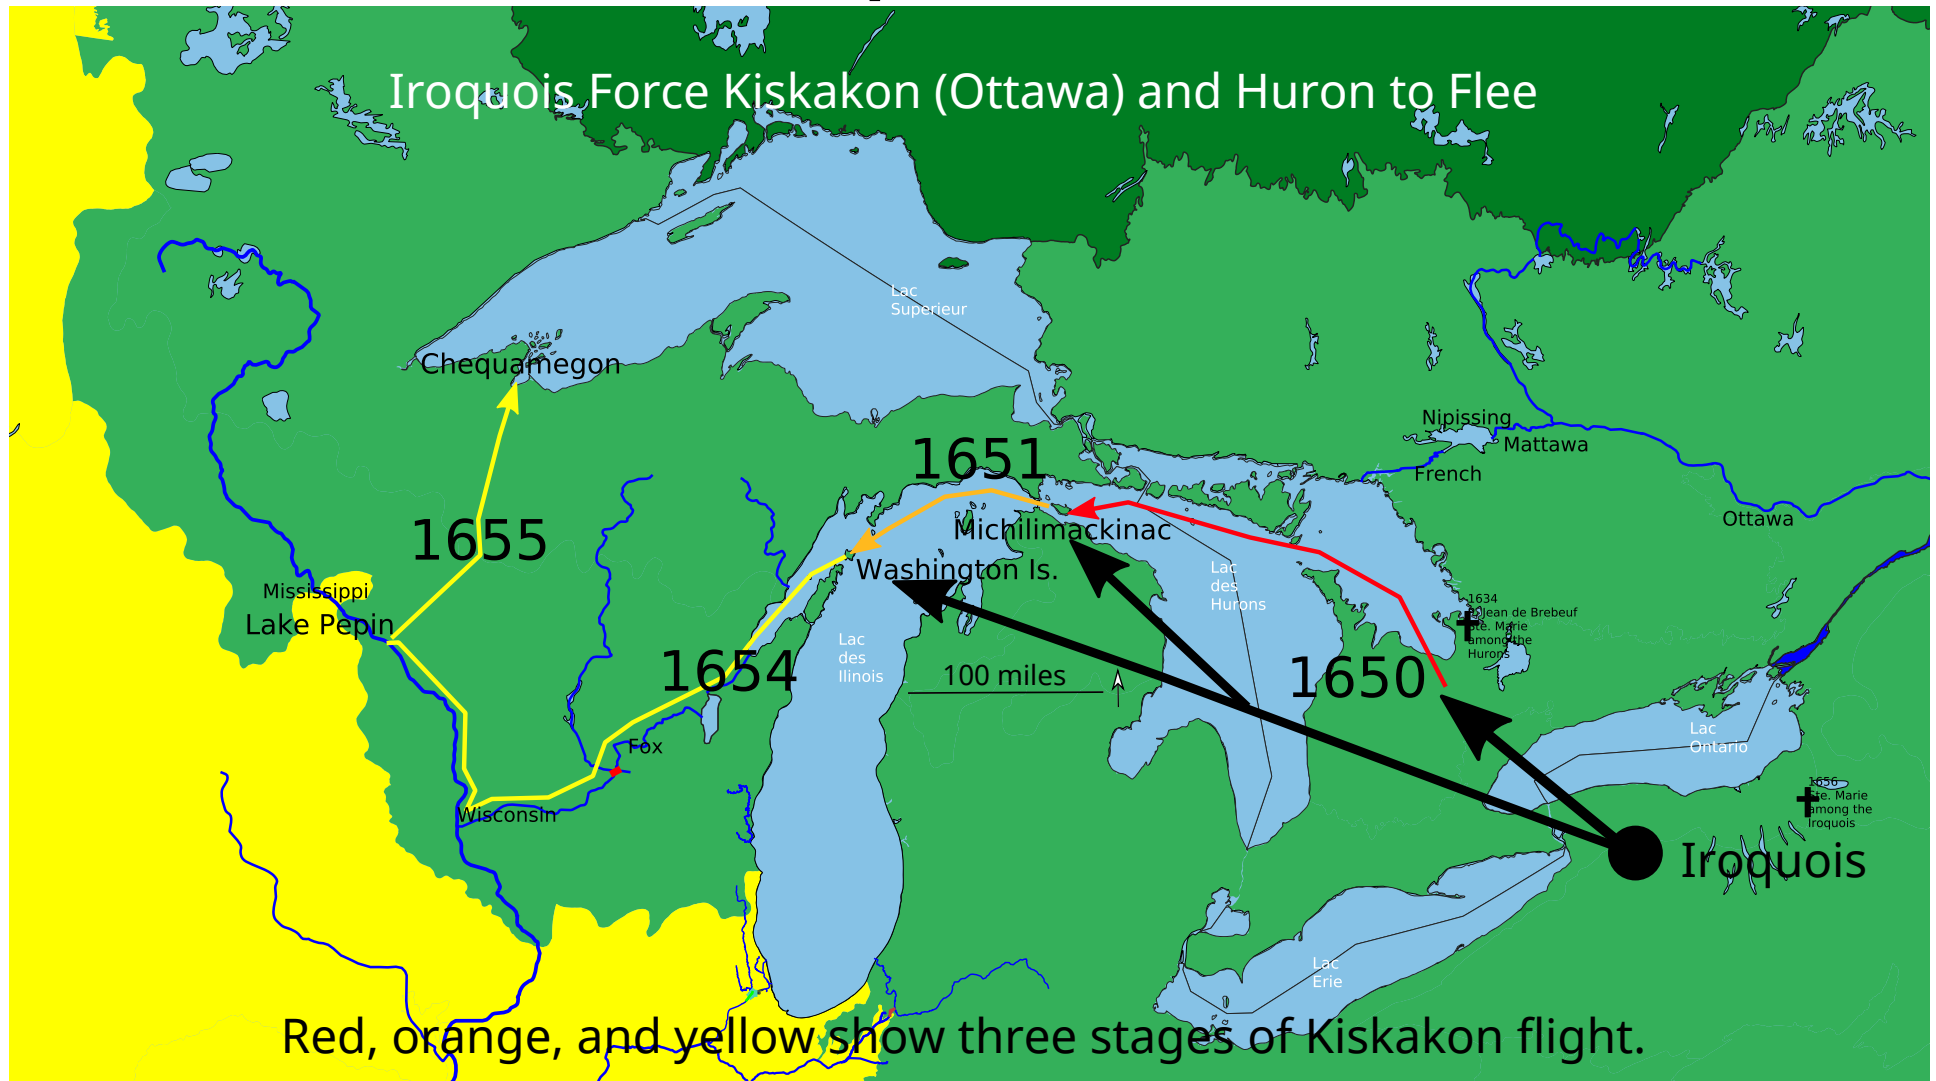 Iroquois Force Kiskakon (Ottawa) and Huron to Flee
Lac
Superieur
Chequamegon
Nipissing
Mattawa
French
1651
Ottawa
1655
Michilimackinac
Washington Is.
Lac
des
Hurons
Mississippi
Lake Pepin
1634
Jean de Brebeuf
Ste. Marie
among the
Hurons
Lac
des
Ilinois
1654
100 miles
1650
Fox
Lac
Ontario
Wisconsin
1656
Ste. Marie
among the
Iroquois
Iroquois
Lac
Erie
Red, orange, and yellow show three stages of Kiskakon flight.